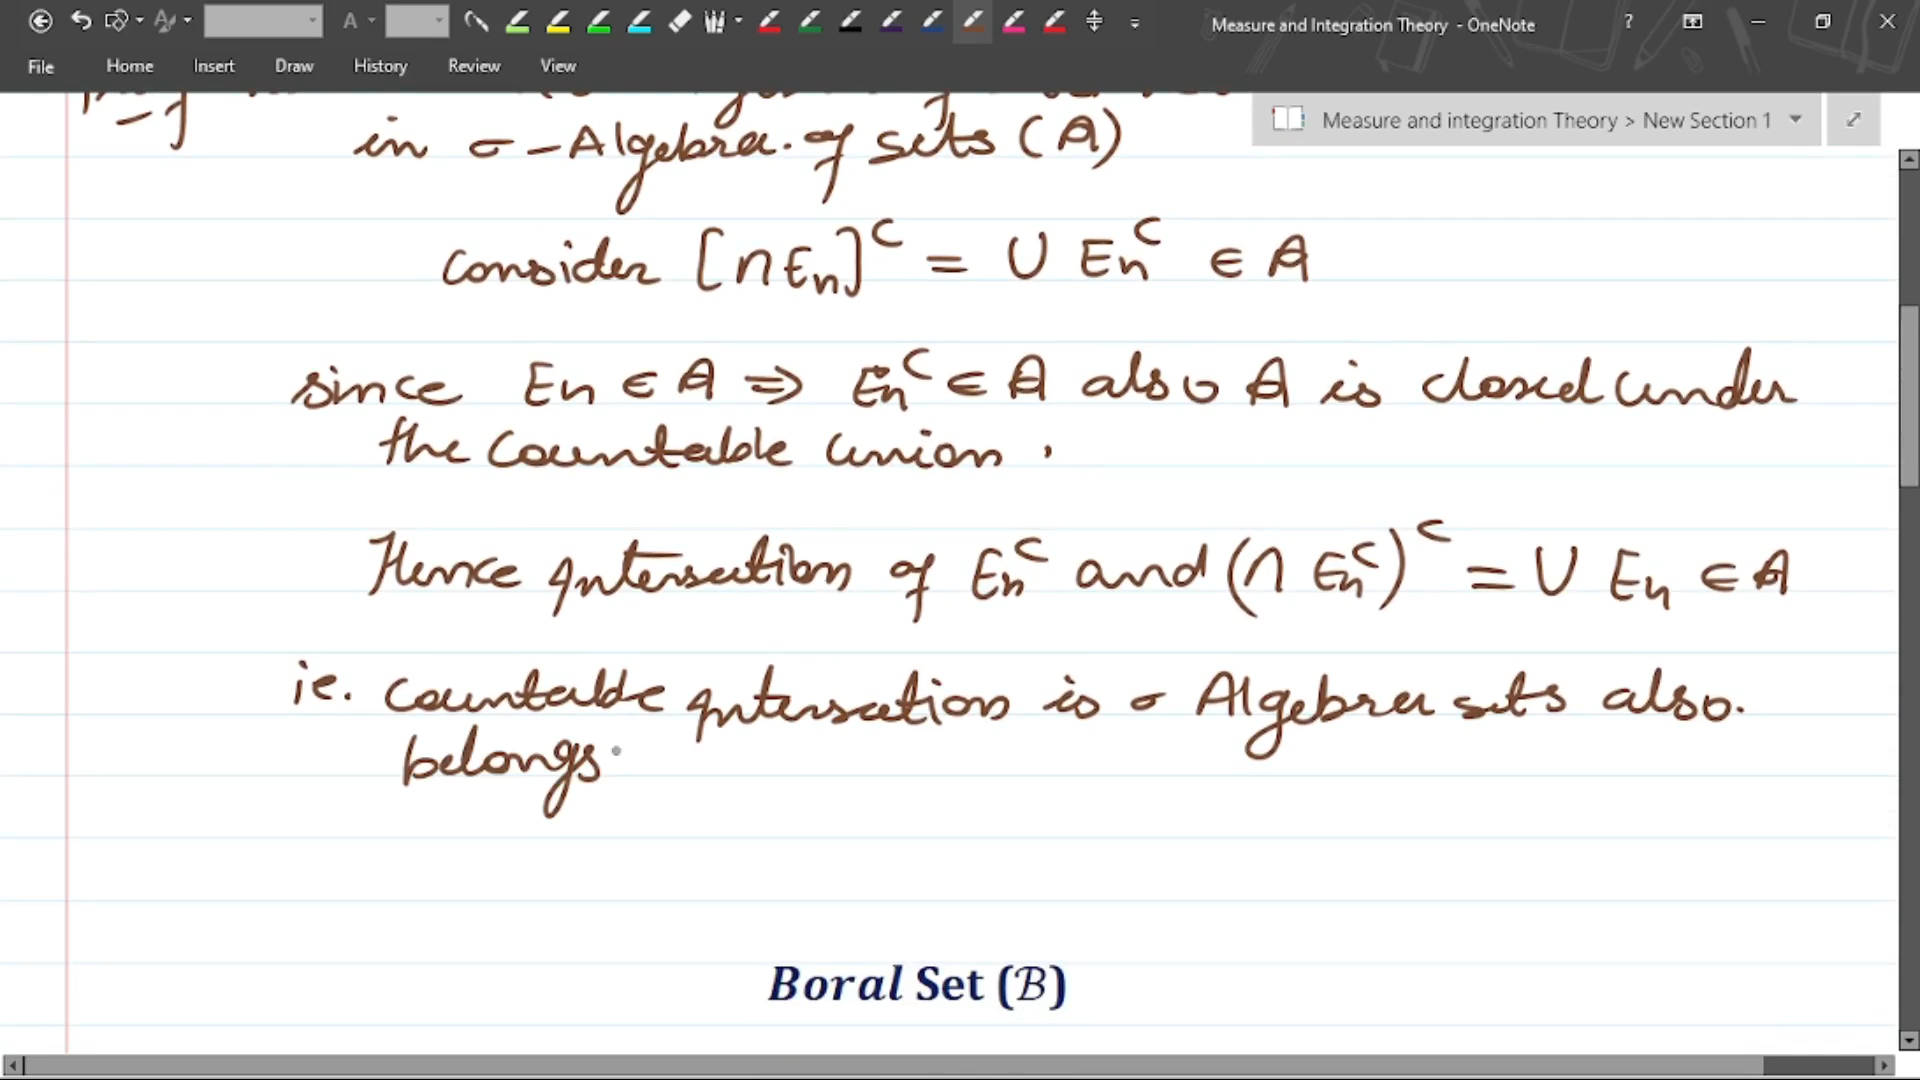 Measure and Integration Theory - OneNote
File Home Insert Draw History Review View
Measure and integration Theory > New Section 1
in σ-Algebra. of sets (A)
consider [∩En]ᶜ = ∪ Enᶜ ∈ A
since En ∈ A ⇒ Enᶜ ∈ A also A is closed under
the countable union .
Hence intersection of Enᶜ and (∩ Enᶜ)ᶜ = ∪ En ∈ A
ie. countable intersection is σ Algebra sets also.
belongs.
Boral Set (ℬ)